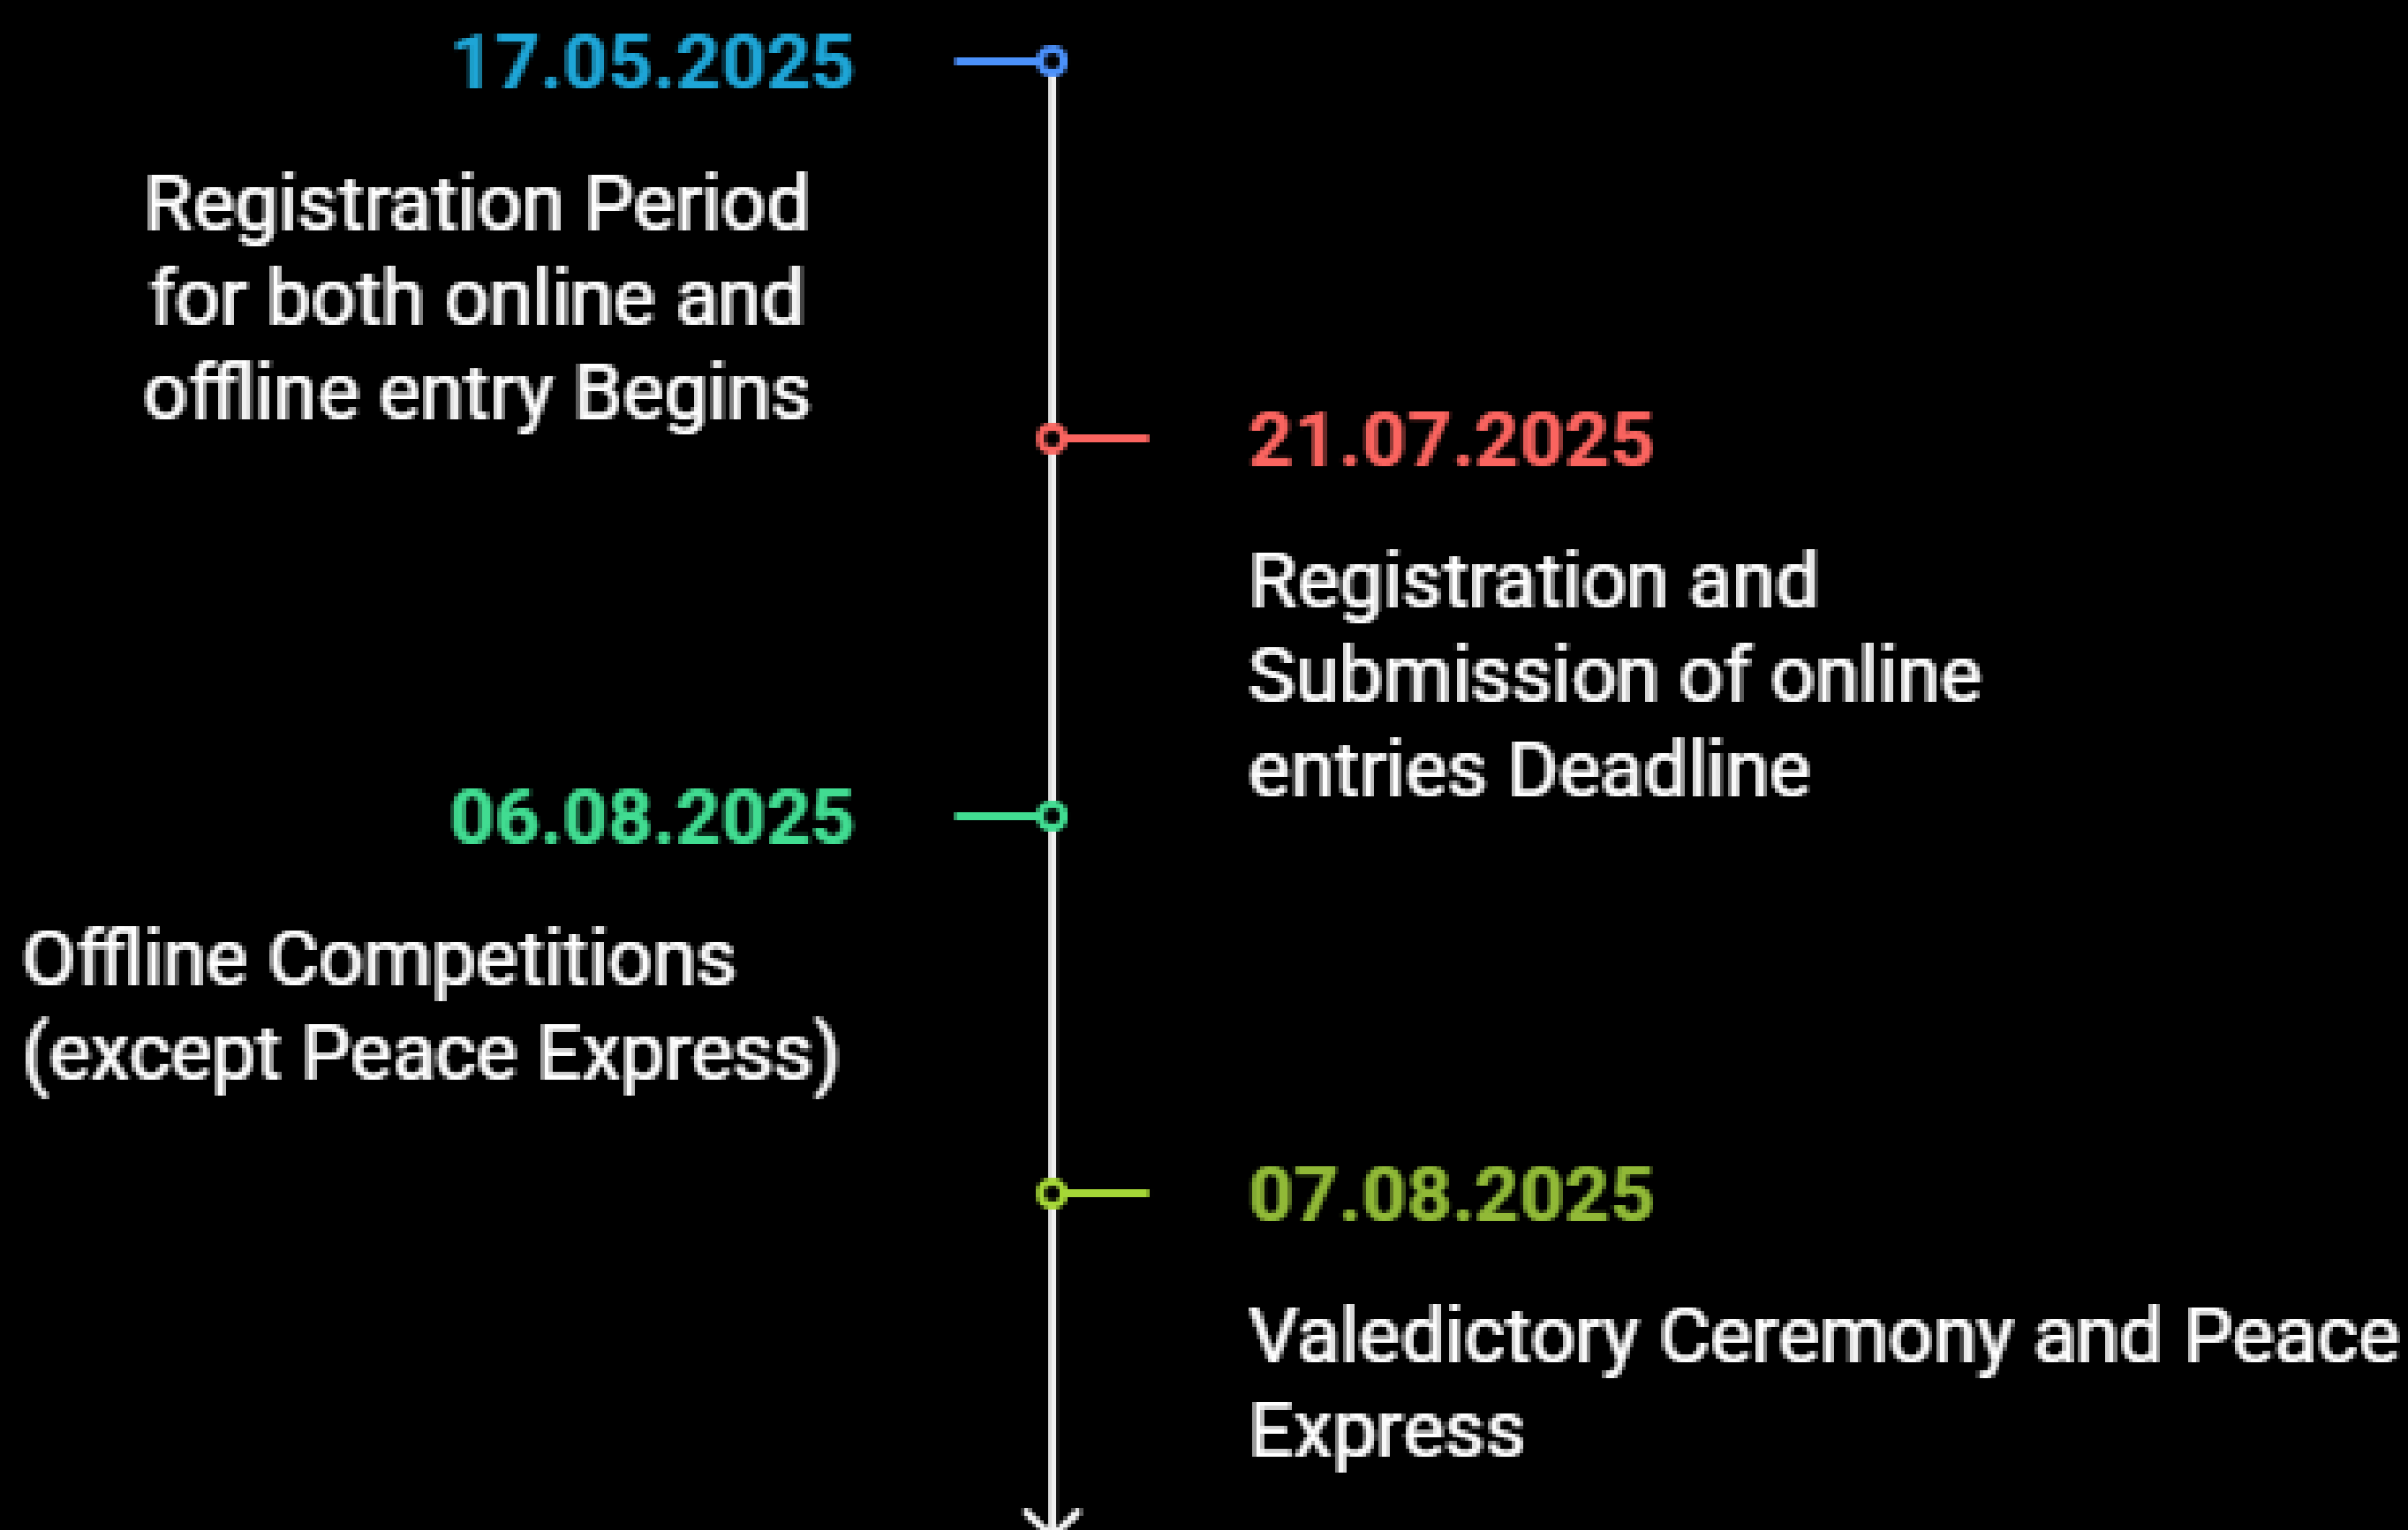 17.05.2025
Registration Period
for both online and
offline entry Begins
21.07.2025
Registration and
Submission of online
entries Deadline
06.08.2025
Offline Competitions
(except Peace Express)
07.08.2025
Valedictory Ceremony and Peace
Express